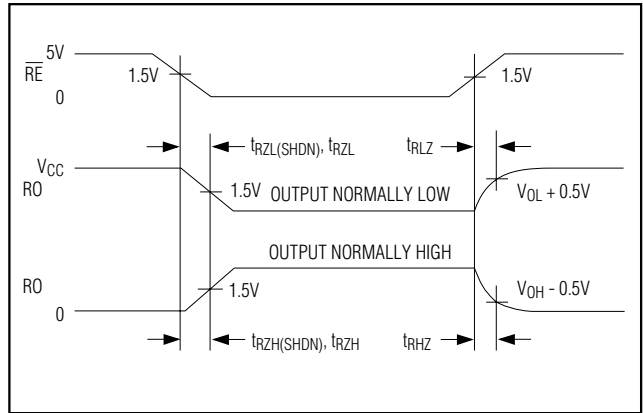 5V
RE
1.5V
1.5V
0
tRZL(SHDN), tRZL
tRLZ
VCC
RO
1.5V
OUTPUT NORMALLY LOW
VOL + 0.5V
OUTPUT NORMALLY HIGH
RO
1.5V
VOH - 0.5V
0
tRZH(SHDN), tRZH
tRHZ